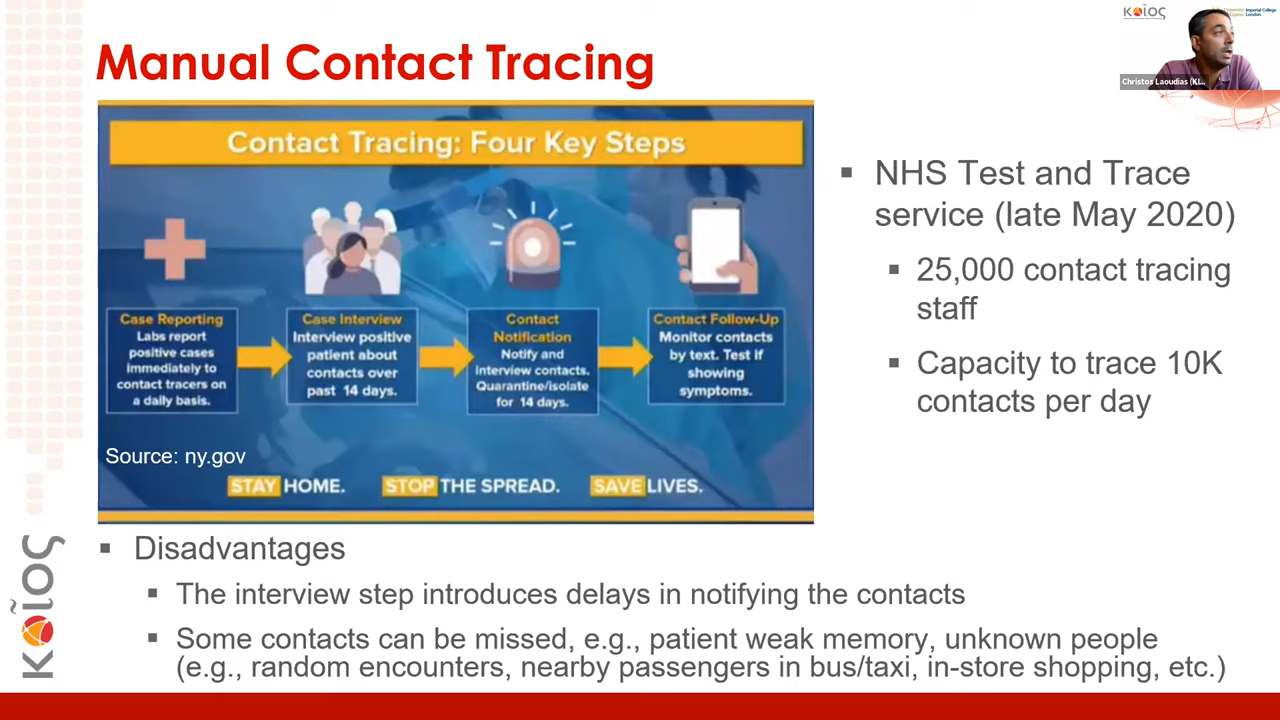 Manual Contact Tracing
κοῖος
Imperial College
London
Christos Laoudias (KI...
Contact Tracing: Four Key Steps
Case Reporting
Labs report
positive cases
immediately to
contact tracers on
a daily basis.
Case Interview
Interview positive
patient about
contacts over
past 14 days.
Contact
Notification
Notify and
Interview contacts.
Quarantine/isolate
for 14 days.
Contact Follow-Up
Monitor contacts
by text. Test if
showing
symptoms.
Source: ny.gov
STAY HOME. STOP THE SPREAD. SAVE LIVES.
▪ NHS Test and Trace
service (late May 2020)
▪ 25,000 contact tracing
staff
▪ Capacity to trace 10K
contacts per day
▪ Disadvantages
▪ The interview step introduces delays in notifying the contacts
▪ Some contacts can be missed, e.g., patient weak memory, unknown people
(e.g., random encounters, nearby passengers in bus/taxi, in-store shopping, etc.)
κοῖος